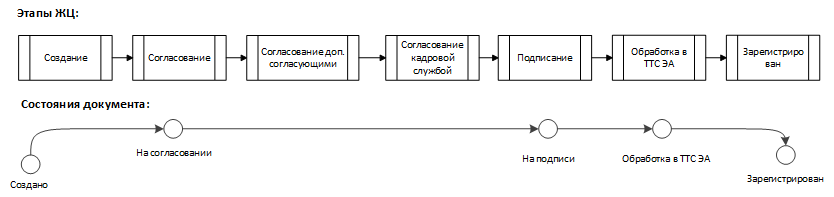 Этапы ЖЦ:
Создание
Согласование
Согласование доп.
согласующими
Согласование
кадровой
службой
Подписание
Обработка в
ТТС ЭА
Зарегистриро
ван
Состояния документа:
Создано
На согласовании
На подписи
Обработка в ТТС ЭА
Зарегистрирован